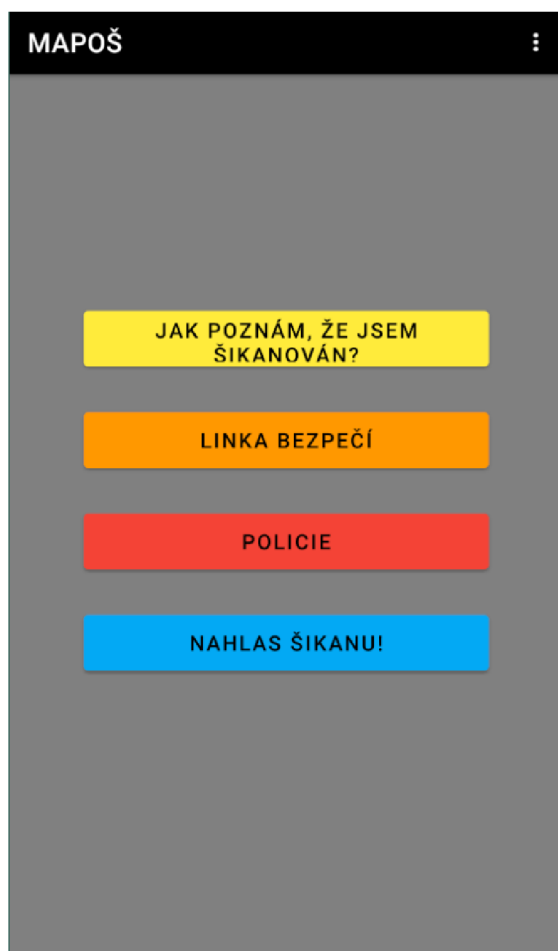 MAPOŠ
JAK POZNÁM, ŽE JSEM
ŠIKANOVÁN?
LINKA BEZPEČÍ
POLICIE
NAHLAS ŠIKANU!